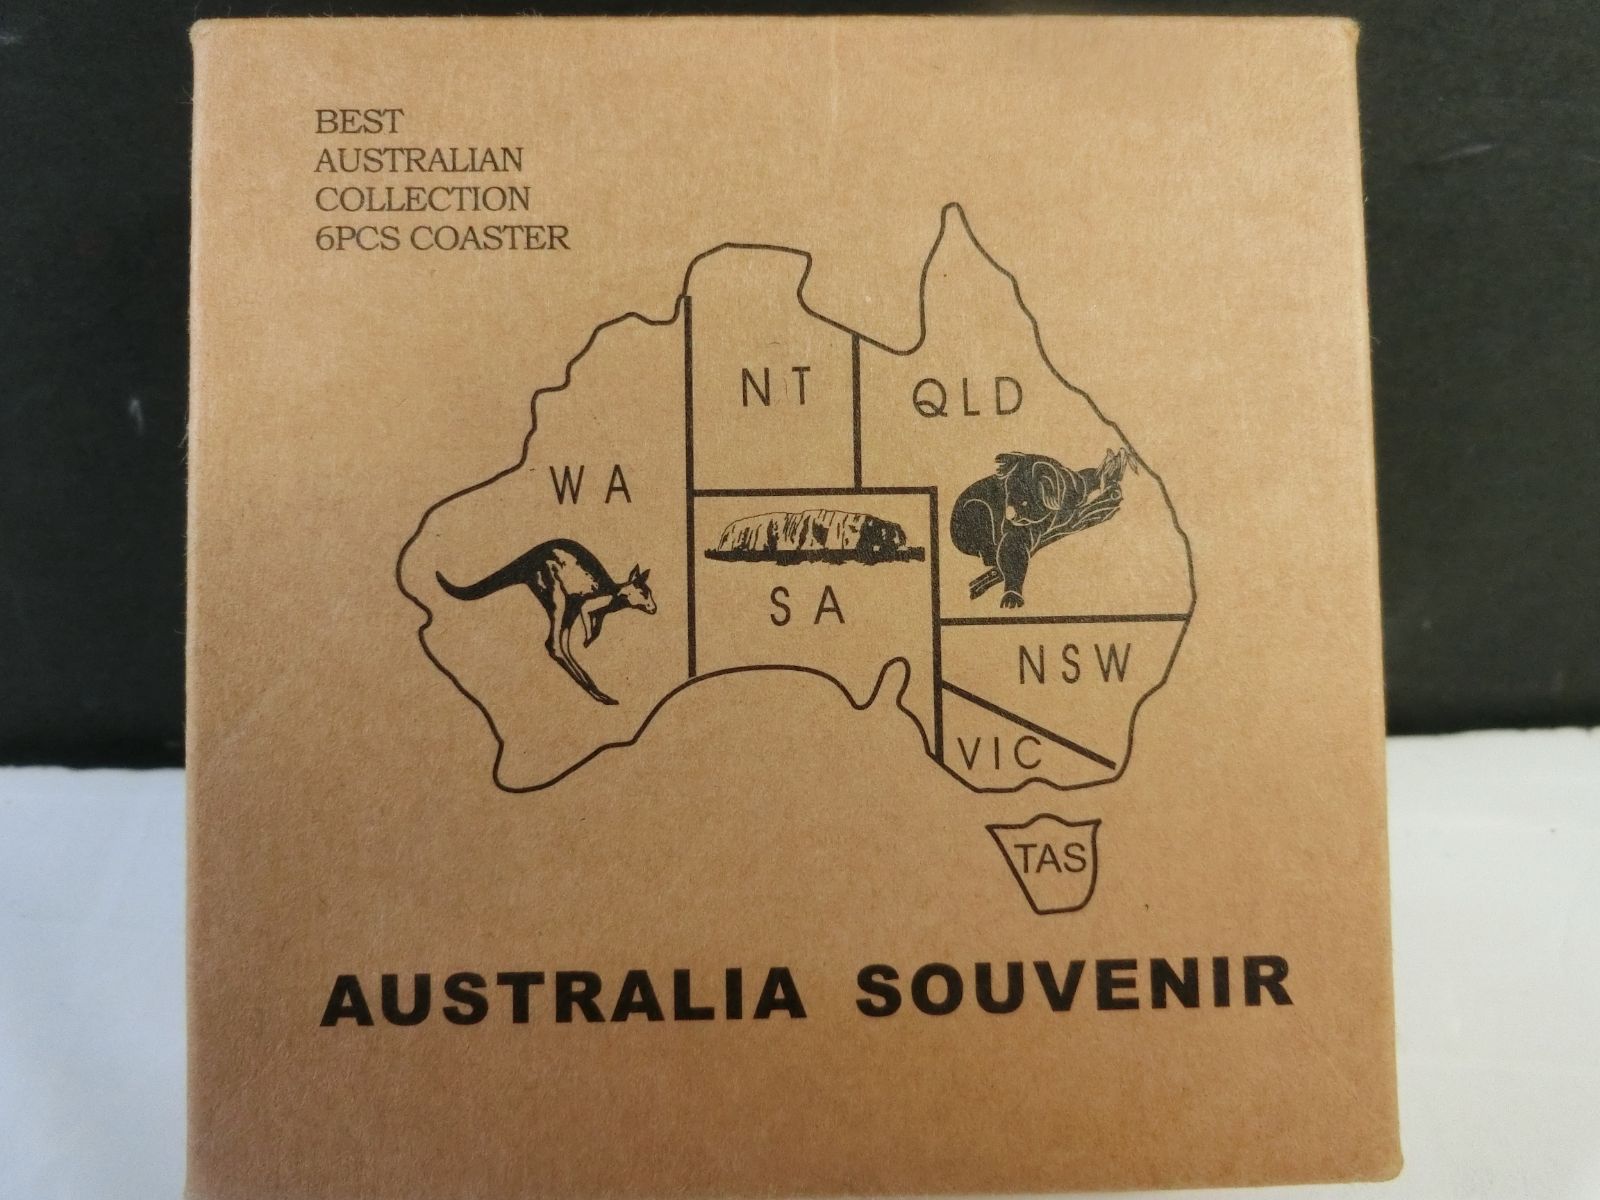 BEST
AUSTRALIAN
COLLECTION
6PCS COASTER
NT
QLD
WA
SA
NSW
VIC
TAS
AUSTRALIA SOUVENIR